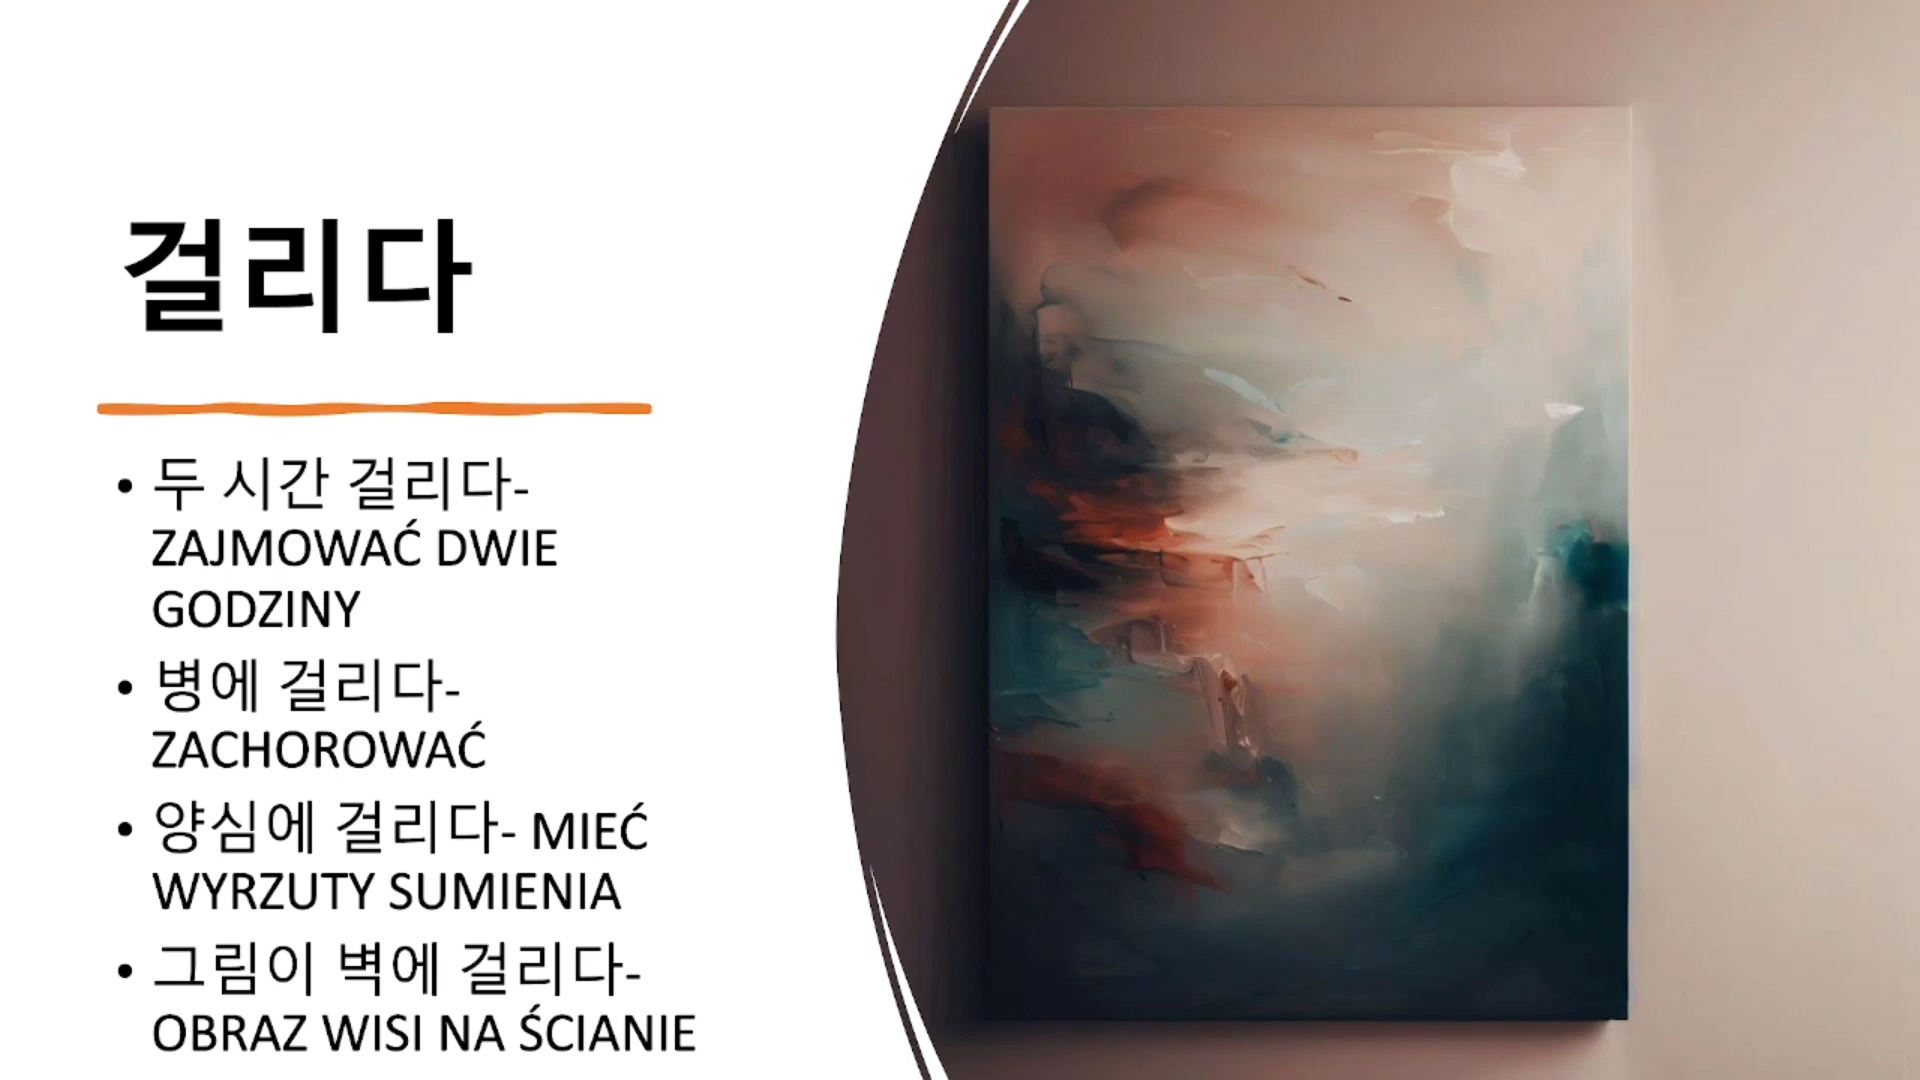 걸리다
• 두 시간 걸리다-
ZAJMOWAĆ DWIE
GODZINY
• 병에 걸리다-
ZACHOROWAĆ
• 양심에 걸리다- MIEĆ
WYRZUTY SUMIENIA
• 그림이 벽에 걸리다-
OBRAZ WISI NA ŚCIANIE